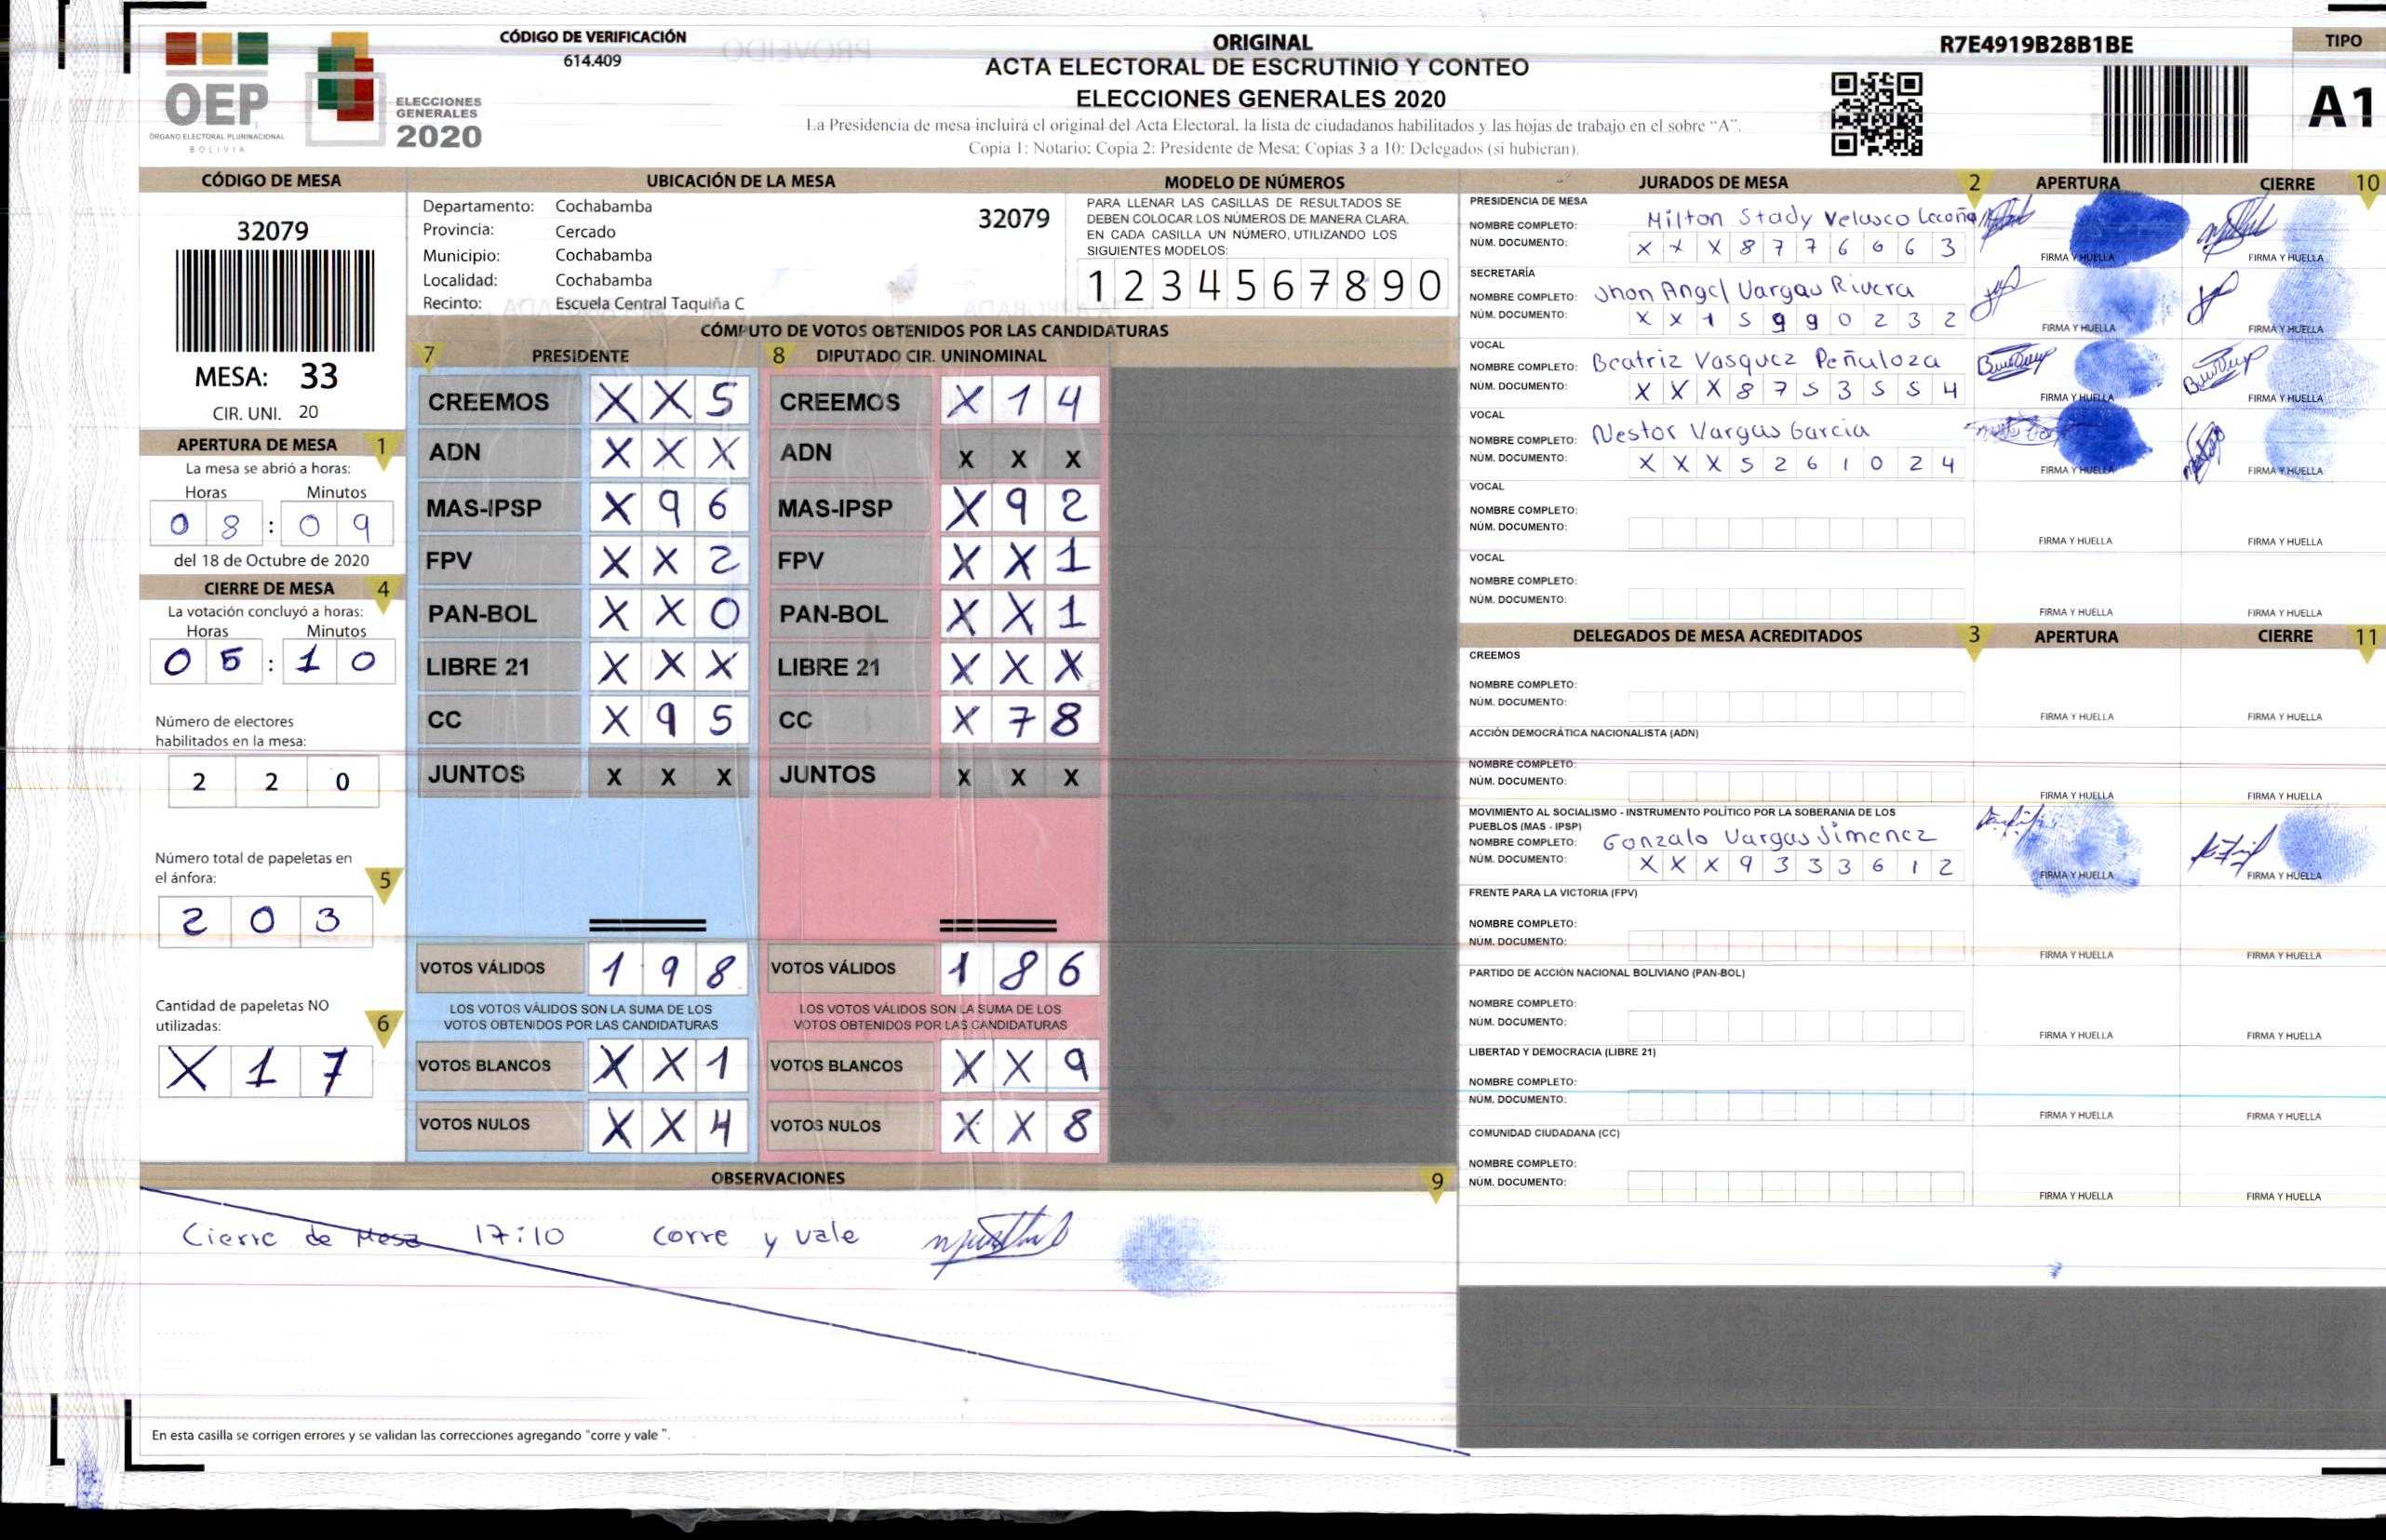 CÓDIGO DE VERIFICACIÓN
614.409
OEP
ÓRGANO ELECTORAL PLURINACIONAL
BOLIVIA
ELECCIONES
GENERALES
2020
ORIGINAL
ACTA ELECTORAL DE ESCRUTINIO Y CONTEO
ELECCIONES GENERALES 2020
La Presidencia de mesa incluirá el original del Acta Electoral, la lista de ciudadanos habilitados y las hojas de trabajo en el sobre “A”.
Copia 1: Notario; Copia 2: Presidente de Mesa; Copias 3 a 10: Delegados (si hubieran).
R7E4919B28B1BE
TIPO
A1
CÓDIGO DE MESA
32079
MESA: 33
CIR. UNI. 20
APERTURA DE MESA 1
La mesa se abrió a horas:
Horas Minutos
0 8 : 0 9
del 18 de Octubre de 2020
CIERRE DE MESA 4
La votación concluyó a horas:
Horas Minutos
0 5 : 1 0
Número de electores
habilitados en la mesa:
2 2 0
Número total de papeletas en
el ánfora: 5
2 0 3
Cantidad de papeletas NO
utilizadas: 6
X 1 7
UBICACIÓN DE LA MESA
Departamento: Cochabamba
32079
Provincia: Cercado
Municipio: Cochabamba
Localidad: Cochabamba
Recinto: Escuela Central Taquiña C
MODELO DE NÚMEROS
PARA LLENAR LAS CASILLAS DE RESULTADOS SE
DEBEN COLOCAR LOS NÚMEROS DE MANERA CLARA.
EN CADA CASILLA UN NÚMERO, UTILIZANDO LOS
SIGUIENTES MODELOS:
1 2 3 4 5 6 7 8 9 0
CÓMPUTO DE VOTOS OBTENIDOS POR LAS CANDIDATURAS
7 PRESIDENTE
CREEMOS X X 5
ADN X X X
MAS-IPSP X 9 6
FPV X X 2
PAN-BOL X X 0
LIBRE 21 X X X
CC X 9 5
JUNTOS X X X
VOTOS VÁLIDOS 1 9 8
LOS VOTOS VÁLIDOS SON LA SUMA DE LOS
VOTOS OBTENIDOS POR LAS CANDIDATURAS
VOTOS BLANCOS X X 1
VOTOS NULOS X X 4
8 DIPUTADO CIR. UNINOMINAL
CREEMOS X 1 4
ADN X X X
MAS-IPSP X 9 2
FPV X X 1
PAN-BOL X X 1
LIBRE 21 X X X
CC X 7 8
JUNTOS X X X
VOTOS VÁLIDOS 1 8 6
LOS VOTOS VÁLIDOS SON LA SUMA DE LOS
VOTOS OBTENIDOS POR LAS CANDIDATURAS
VOTOS BLANCOS X X 9
VOTOS NULOS X X 8
OBSERVACIONES 9
Cierre de Mesa 17:10 corre y vale
En esta casilla se corrigen errores y se validan las correcciones agregando "corre y vale ".
JURADOS DE MESA 2 APERTURA CIERRE 10
PRESIDENCIA DE MESA
NOMBRE COMPLETO: Milton Stady Velasco
NÚM. DOCUMENTO: X X X 8 7 7 6 6 6 3
FIRMA Y HUELLA FIRMA Y HUELLA
SECRETARÍA
NOMBRE COMPLETO: Jhon Angel Vargas Rivera
NÚM. DOCUMENTO: X X 1 5 9 9 0 2 3 2
FIRMA Y HUELLA FIRMA Y HUELLA
VOCAL
NOMBRE COMPLETO: Beatriz Vasquez Peñaloza
NÚM. DOCUMENTO: X X X 8 7 5 3 5 5 4
FIRMA Y HUELLA FIRMA Y HUELLA
VOCAL
NOMBRE COMPLETO: Nestor Vargas Garcia
NÚM. DOCUMENTO: X X X 5 2 6 1 0 2 4
FIRMA Y HUELLA FIRMA Y HUELLA
VOCAL
NOMBRE COMPLETO:
NÚM. DOCUMENTO:
FIRMA Y HUELLA FIRMA Y HUELLA
VOCAL
NOMBRE COMPLETO:
NÚM. DOCUMENTO:
FIRMA Y HUELLA FIRMA Y HUELLA
DELEGADOS DE MESA ACREDITADOS 3 APERTURA CIERRE 11
CREEMOS
NOMBRE COMPLETO:
NÚM. DOCUMENTO:
FIRMA Y HUELLA FIRMA Y HUELLA
ACCIÓN DEMOCRÁTICA NACIONALISTA (ADN)
NOMBRE COMPLETO:
NÚM. DOCUMENTO:
FIRMA Y HUELLA FIRMA Y HUELLA
MOVIMIENTO AL SOCIALISMO - INSTRUMENTO POLÍTICO POR LA SOBERANIA DE LOS
PUEBLOS (MAS - IPSP)
NOMBRE COMPLETO: Gonzalo Vargas Jimenez
NÚM. DOCUMENTO: X X X 9 3 3 3 6 1 2
FIRMA Y HUELLA FIRMA Y HUELLA
FRENTE PARA LA VICTORIA (FPV)
NOMBRE COMPLETO:
NÚM. DOCUMENTO:
FIRMA Y HUELLA FIRMA Y HUELLA
PARTIDO DE ACCIÓN NACIONAL BOLIVIANO (PAN-BOL)
NOMBRE COMPLETO:
NÚM. DOCUMENTO:
FIRMA Y HUELLA FIRMA Y HUELLA
LIBERTAD Y DEMOCRACIA (LIBRE 21)
NOMBRE COMPLETO:
NÚM. DOCUMENTO:
FIRMA Y HUELLA FIRMA Y HUELLA
COMUNIDAD CIUDADANA (CC)
NOMBRE COMPLETO:
NÚM. DOCUMENTO:
FIRMA Y HUELLA FIRMA Y HUELLA